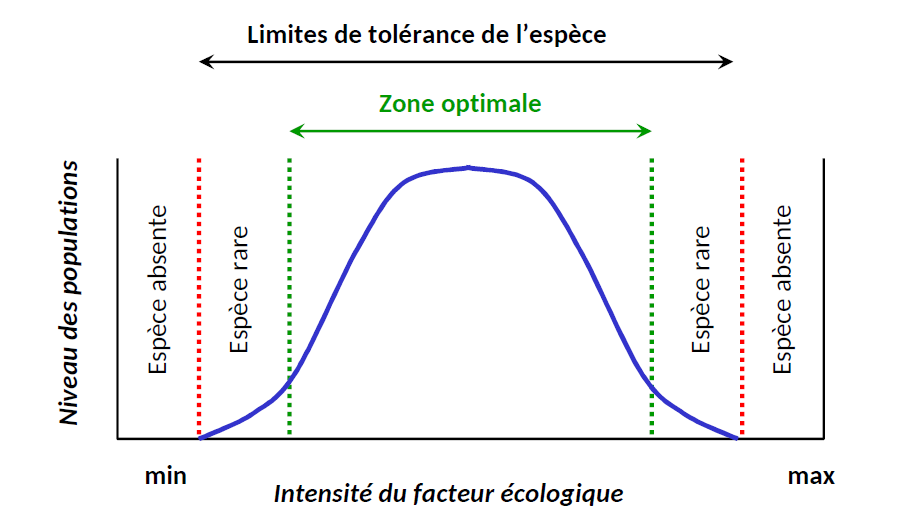 Limites de tolérance de l’espèce
Zone optimale
Niveau des populations
Espèce absente
Espèce rare
Espèce rare
Espèce absente
min
max
Intensité du facteur écologique